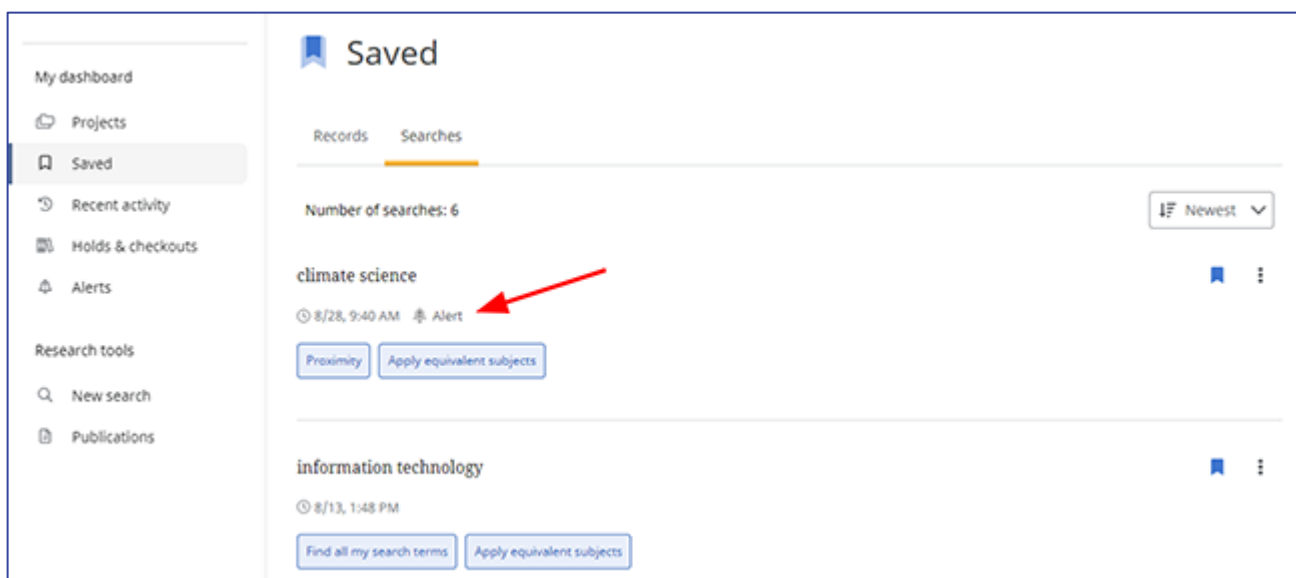 My dashboard
Projects
Saved
Recent activity
Holds & checkouts
Alerts
Research tools
New search
Publications
Saved
Records Searches
Number of searches: 6
Newest
climate science
8/28, 9:40 AM Alert
Proximity Apply equivalent subjects
information technology
8/13, 1:48 PM
Find all my search terms Apply equivalent subjects